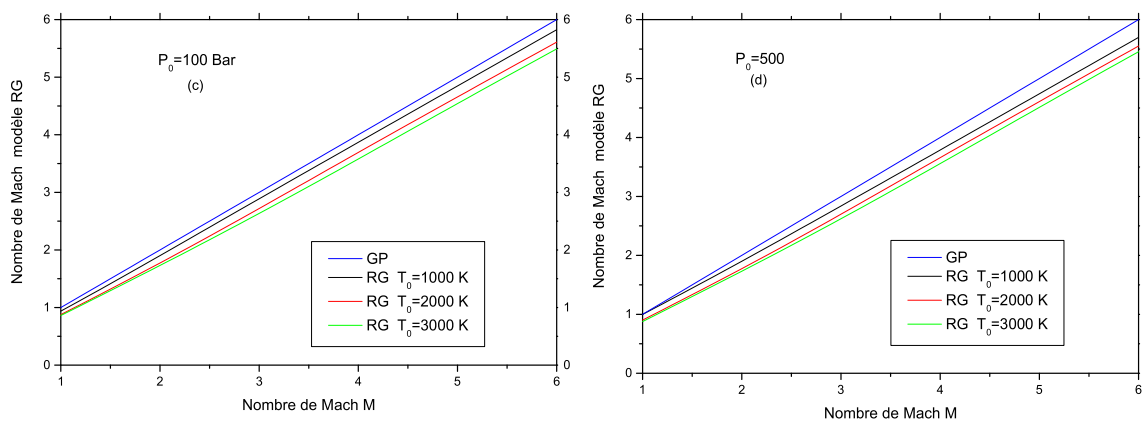 6
5
4
3
2
1
0
6
5
4
3
2
1
0
P0=100 Bar
(c)
GP
RG T0=1000 K
RG T0=2000 K
RG T0=3000 K
1 2 3 4 5 6
Nombre de Mach M
Nombre de Mach modèle RG
6
5
4
3
2
1
0
P0=500
(d)
GP
RG T0=1000 K
RG T0=2000 K
RG T0=3000 K
1 2 3 4 5 6
Nombre de Mach M
Nombre de Mach modèle RG